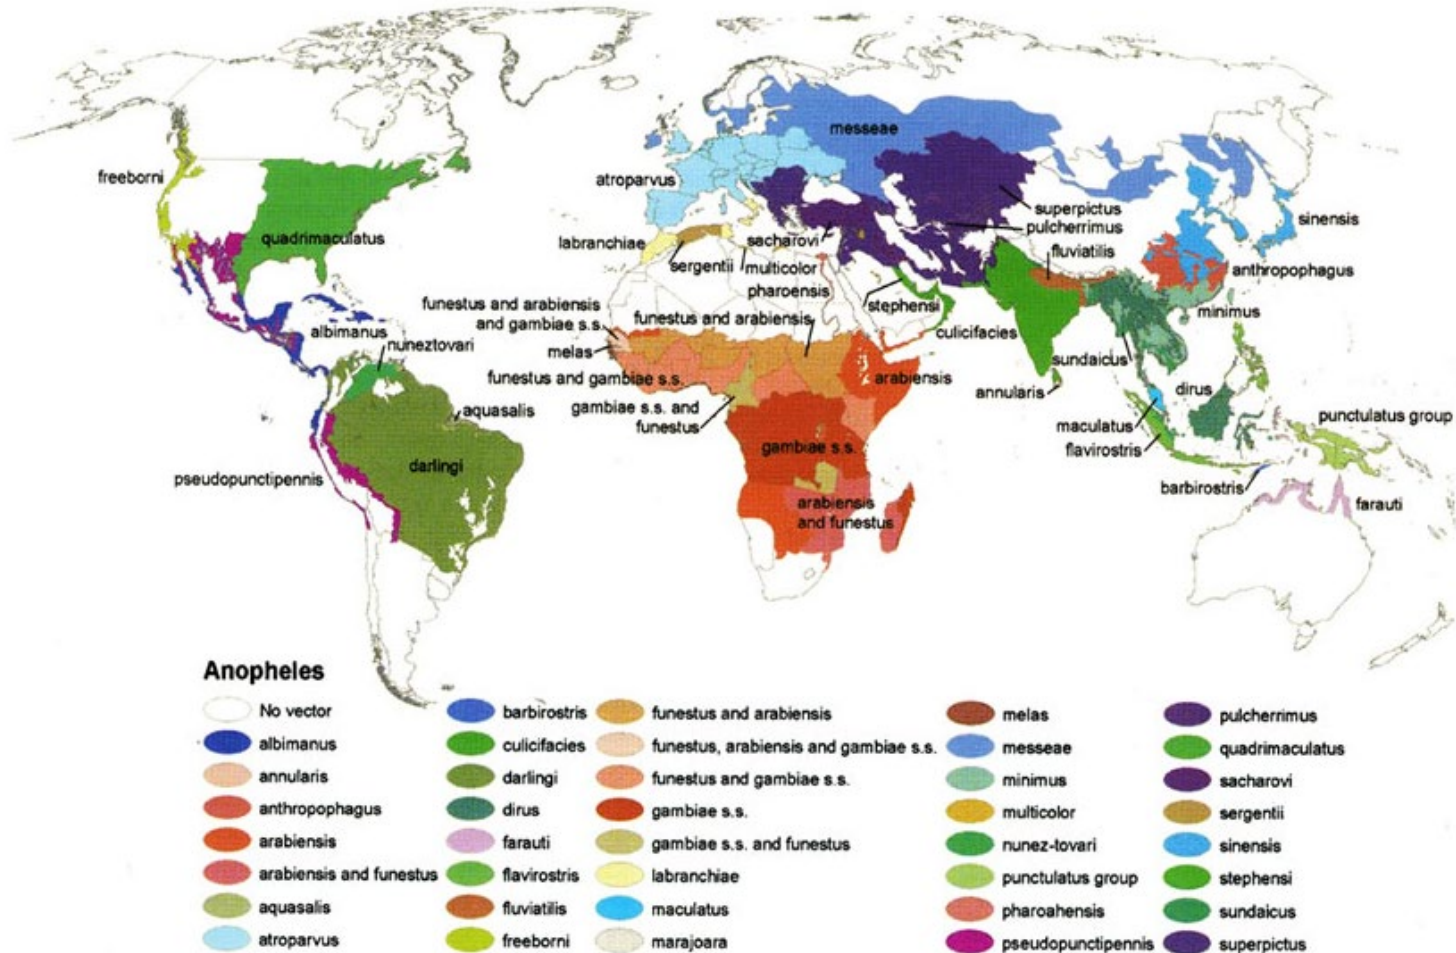 messeae
freeborni
atroparvus
superpictus
pulcherrimus
sinensis
quadrimaculatus
labranchiae
sacharovi
fluviatilis
sergentii
multicolor
anthropophagus
pharoensis
stephensi
funestus and arabiensis
and gambiae s.s.
funestus and arabiensis
minimus
albimanus
culicifacies
nuneztovari
melas
sundaicus
funestus and gambiae s.s.
arabiensis
annularis
dirus
aquasalis
gambiae s.s. and
funestus
punctulatus group
maculatus
gambiae s.s.
flavirostris
darlingi
pseudopunctipennis
barbirostris
arabiensis
and funestus
farauti
Anopheles
No vector
albimanus
annularis
anthropophagus
arabiensis
arabiensis and funestus
aquasalis
atroparvus
barbirostris
culicifacies
darlingi
dirus
farauti
flavirostris
fluviatilis
freeborni
funestus and arabiensis
funestus, arabiensis and gambiae s.s.
funestus and gambiae s.s.
gambiae s.s.
gambiae s.s. and funestus
labranchiae
maculatus
marajoara
melas
messeae
minimus
multicolor
nunez-tovari
punctulatus group
pharoahensis
pseudopunctipennis
pulcherrimus
quadrimaculatus
sacharovi
sergentii
sinensis
stephensi
sundaicus
superpictus